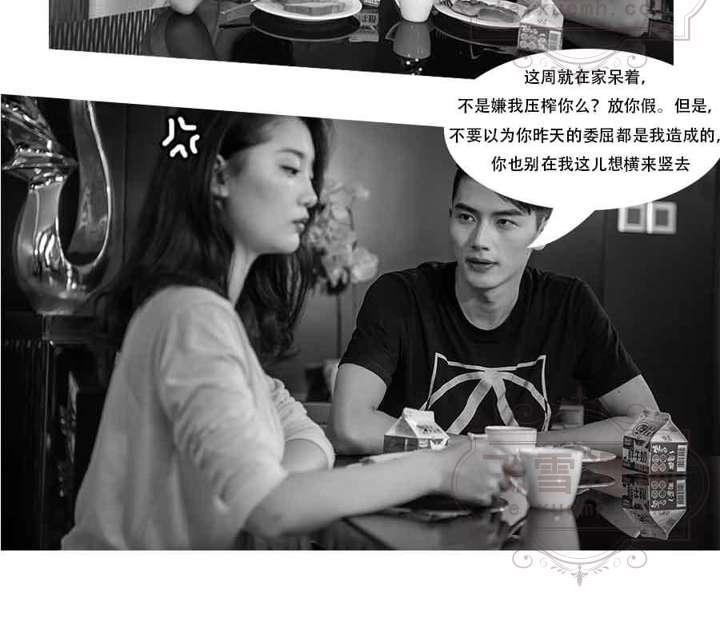 这周就在家呆着，
不是嫌我压榨你么？放你假。但是，
不要以为你昨天的委屈都是我造成的，
你也别在我这儿想横来竖去